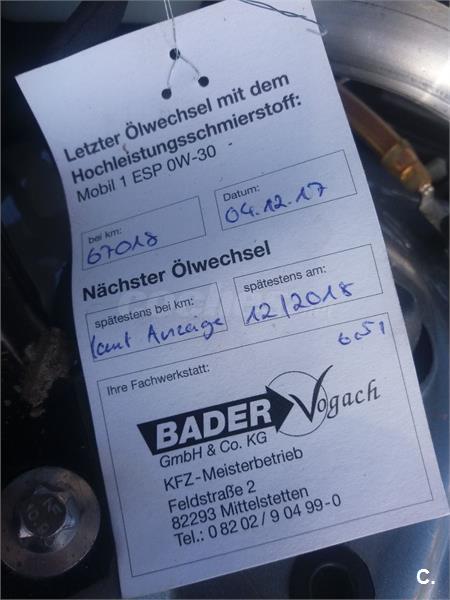 Letzter Ölwechsel mit dem
Hochleistungsschmierstoff:
Mobil 1 ESP 0W-30
bei km:
67018
Datum:
04.12.17
Nächster Ölwechsel
spätestens bei km:
laut Anzeige
spätestens am:
12/2018
6,5l
Ihre Fachwerkstatt:
BADER Vogach
GmbH & Co. KG
KFZ-Meisterbetrieb
Feldstraße 2
82293 Mittelstetten
Tel.: 0 82 02 / 9 04 99-0
C.